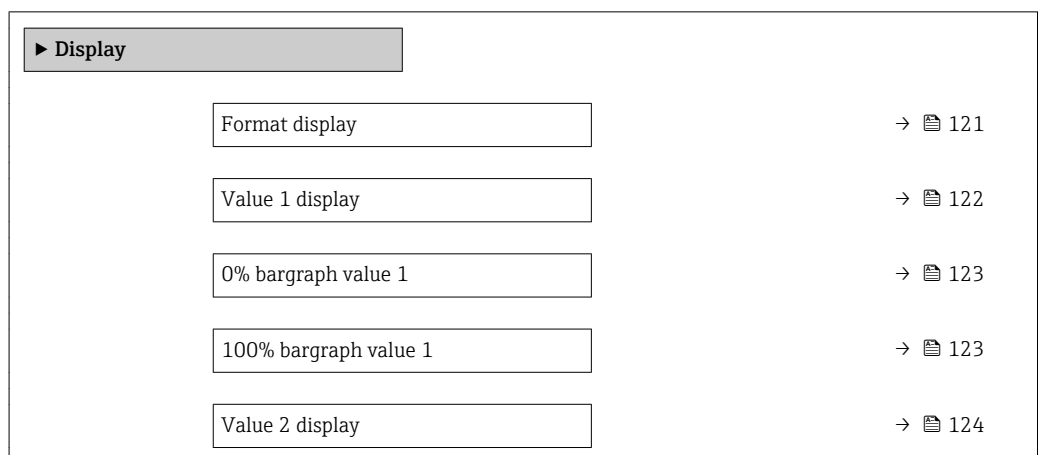 ▶ Display
Format display → 121
Value 1 display → 122
0% bargraph value 1 → 123
100% bargraph value 1 → 123
Value 2 display → 124